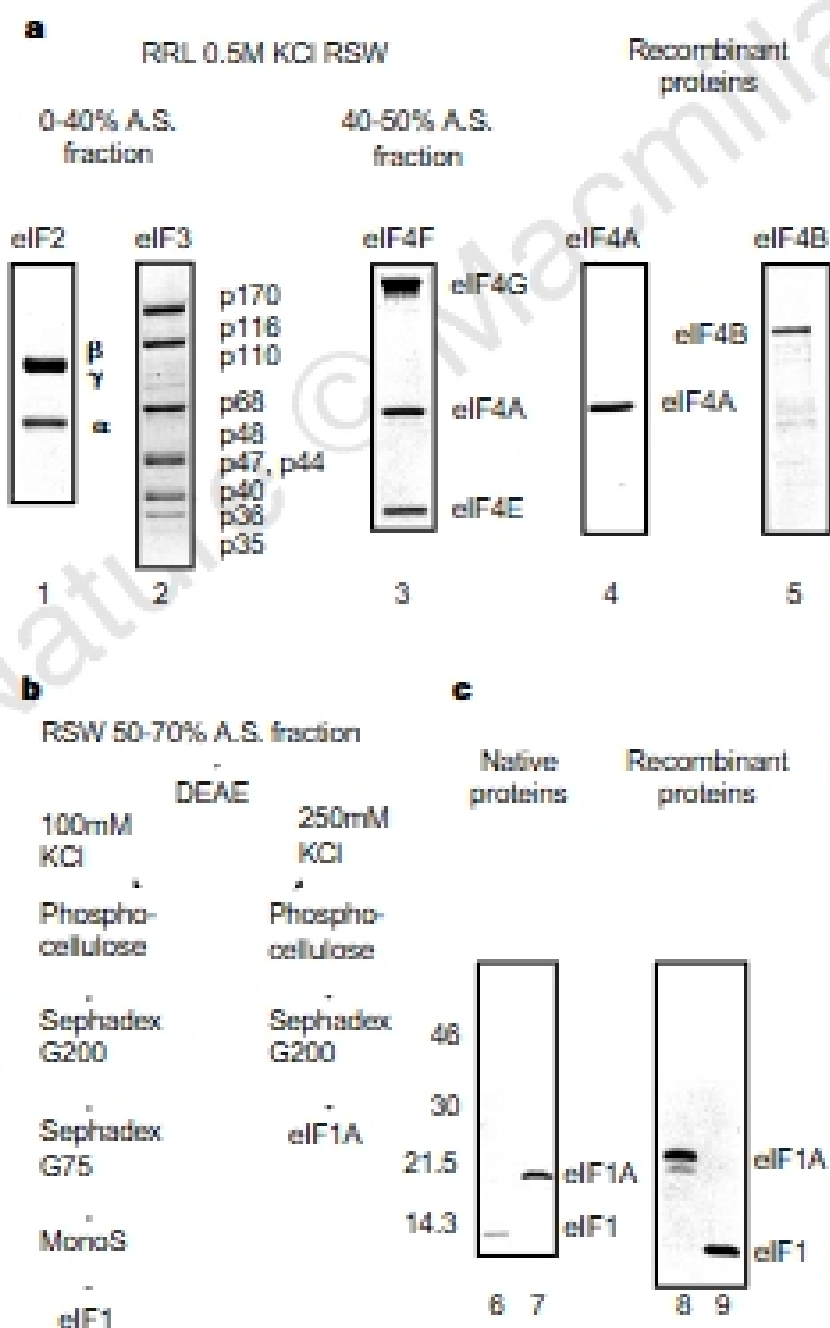 a
RRL 0.5M KCl RSW
Recombinant
proteins
0-40% A.S.
fraction
40-50% A.S.
fraction
eIF2
eIF3
eIF4F
eIF4A
eIF4B
β
γ
α
p170
p116
p110
p68
p48
p47, p44
p40
p36
p35
eIF4G
eIF4A
eIF4E
eIF4A
eIF4B
1
2
3
4
5
Nature © Macmilla
b
RSW 50-70% A.S. fraction
DEAE
100mM
KCl
250mM
KCl
Phospho-
cellulose
Phospho-
cellulose
Sephadex
G200
Sephadex
G200
Sephadex
G75
eIF1A
MonoS
eIF1
c
Native
proteins
Recombinant
proteins
46
30
21.5
14.3
eIF1A
eIF1
eIF1A
eIF1
6 7
8 9